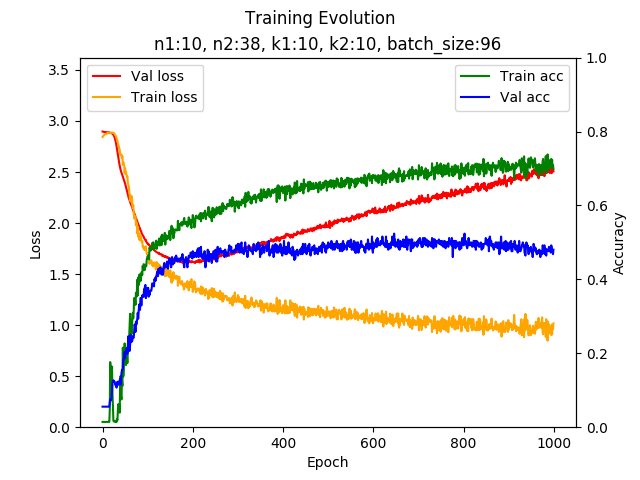 Training Evolution
n1:10, n2:38, k1:10, k2:10, batch_size:96
Val loss
Train loss
Train acc
Val acc
3.5
3.0
2.5
2.0
1.5
1.0
0.5
0.0
Loss
1.0
0.8
0.6
0.4
0.2
0.0
Accuracy
0
200
400
600
800
1000
Epoch